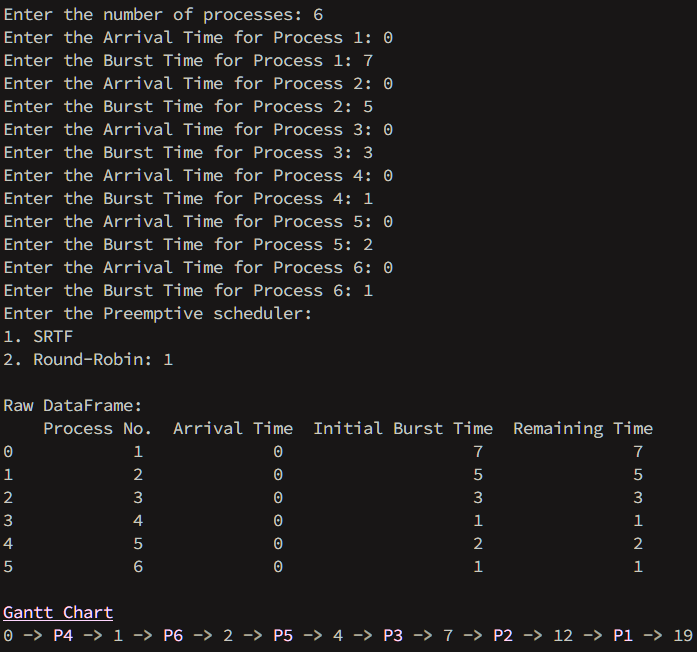 Enter the number of processes: 6
Enter the Arrival Time for Process 1: 0
Enter the Burst Time for Process 1: 7
Enter the Arrival Time for Process 2: 0
Enter the Burst Time for Process 2: 5
Enter the Arrival Time for Process 3: 0
Enter the Burst Time for Process 3: 3
Enter the Arrival Time for Process 4: 0
Enter the Burst Time for Process 4: 1
Enter the Arrival Time for Process 5: 0
Enter the Burst Time for Process 5: 2
Enter the Arrival Time for Process 6: 0
Enter the Burst Time for Process 6: 1
Enter the Preemptive scheduler:
1. SRTF
2. Round-Robin: 1

Raw DataFrame:
    Process No.  Arrival Time  Initial Burst Time  Remaining Time
0            1             0                   7               7
1            2             0                   5               5
2            3             0                   3               3
3            4             0                   1               1
4            5             0                   2               2
5            6             0                   1               1

Gantt Chart
0 -> P4 -> 1 -> P6 -> 2 -> P5 -> 4 -> P3 -> 7 -> P2 -> 12 -> P1 -> 19